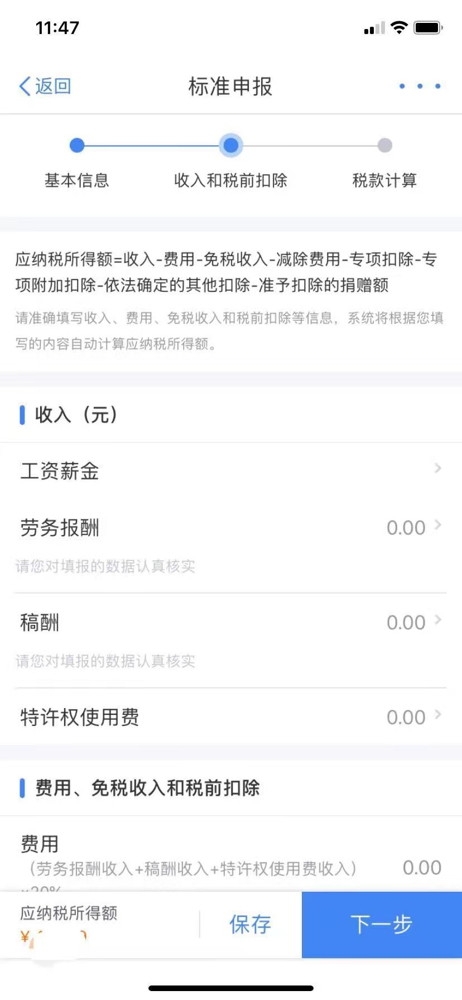 11:47
返回
标准申报
基本信息
收入和税前扣除
税款计算
应纳税所得额=收入-费用-免税收入-减除费用-专项扣除-专
项附加扣除-依法确定的其他扣除-准予扣除的捐赠额
请准确填写收入、费用、免税收入和税前扣除等信息，系统将根据您填
写的内容自动计算应纳税所得额。
收入（元）
工资薪金
劳务报酬 0.00
请您对填报的数据认真核实
稿酬 0.00
请您对填报的数据认真核实
特许权使用费 0.00
费用、免税收入和税前扣除
费用
（劳务报酬收入+稿酬收入+特许权使用费收入） 0.00
×20%
应纳税所得额
¥
保存
下一步